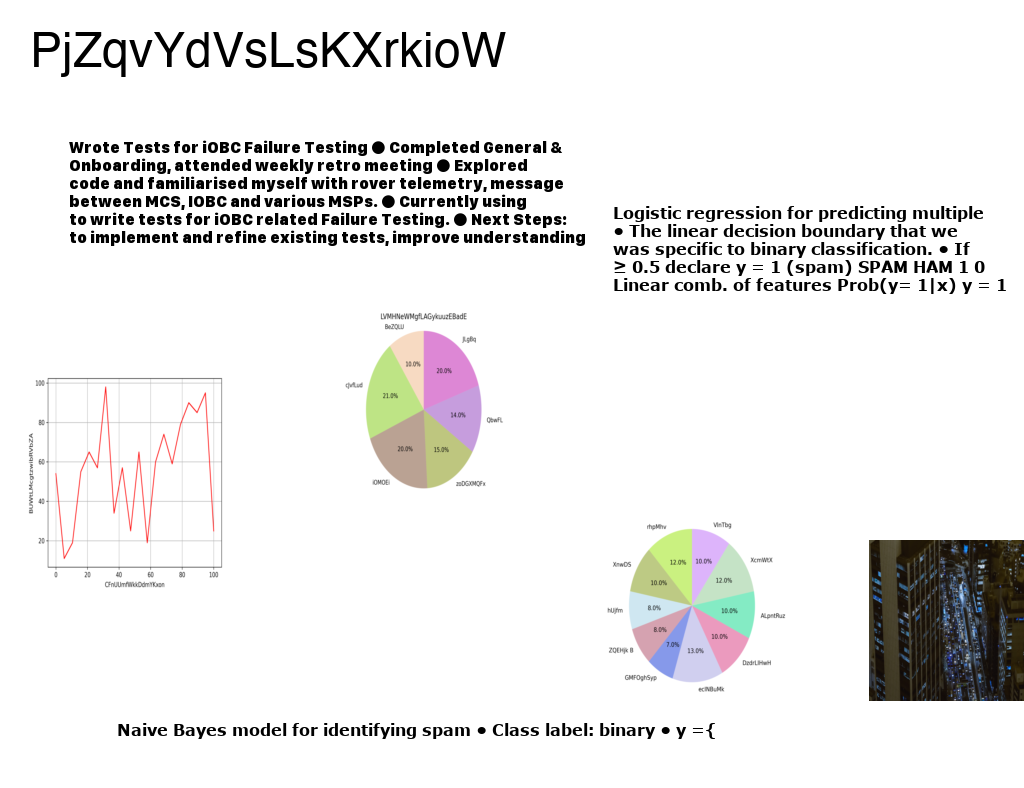 PjZqvYdVsLsKXrkioW
Wrote Tests for iOBC Failure Testing ● Completed General &
Onboarding, attended weekly retro meeting ● Explored
code and familiarised myself with rover telemetry, message
between MCS, IOBC and various MSPs. ● Currently using
to write tests for iOBC related Failure Testing. ● Next Steps:
to implement and refine existing tests, improve understanding
Logistic regression for predicting multiple
● The linear decision boundary that we
was specific to binary classification. ● If
≥ 0.5 declare y = 1 (spam) SPAM HAM 1 0
Linear comb. of features Prob(y= 1|x) y = 1
LVMHNeWMgfLAGykuuzEBadE
BeZQLU
JLgBq
10.0%
20.0%
cjVfLud
21.0%
14.0%
QbwFL
20.0%
15.0%
iOMOEi
zoDGXMQFx
100
80
60
40
20
0 20 40 60 80 100
CFnUUmfWkkDdmYKxon
rhpMhv
VlnTbg
12.0%
10.0%
XnwDS
XcmWtX
10.0%
12.0%
hUjfm
8.0%
10.0%
ALpntRuz
8.0%
10.0%
ZQEHjk B
7.0%
13.0%
DzdrLlHwH
GMFOghSyp
eclNBuMk
Naive Bayes model for identifying spam ● Class label: binary ● y ={